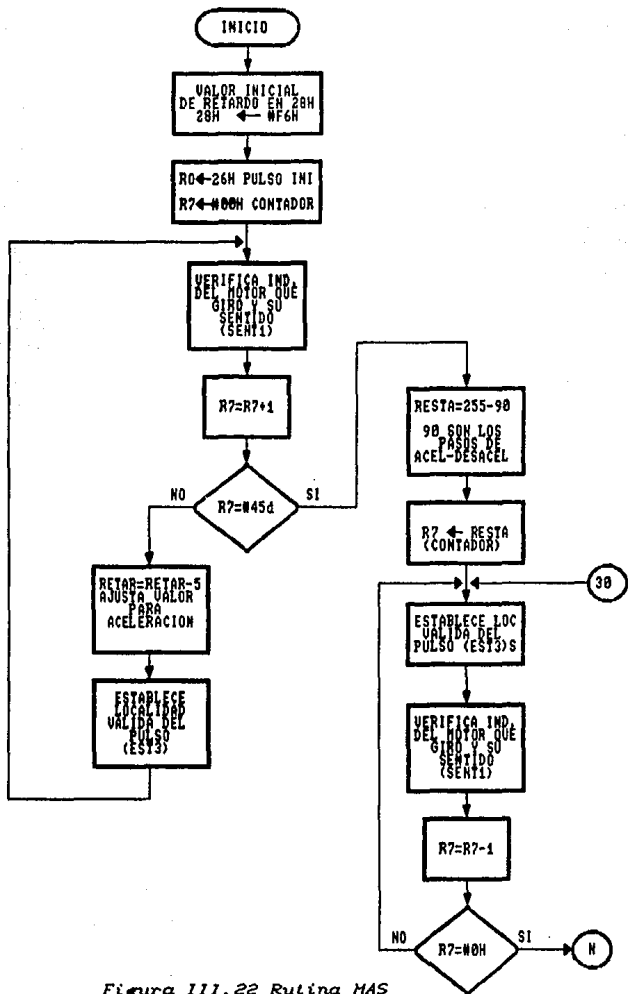 INICIO
VALOR INICIAL
DE RETARDO EN 28H
28H ← #F6H
R0←26H PULSO INI
R7←#00H CONTADOR
VERIFICA IND.
DEL MOTOR QUE
GIRO Y SU
SENTIDO
(SENT1)
R7=R7+1
NO
R7=#45d
SI
RETAR=RETAR-5
AJUSTA VALOR
PARA
ACELERACION
ESTABLECE
LOCALIDAD
VALIDA DEL
PULSO
(EST3)
RESTA=255-90
90 SON LOS
PASOS DE
ACEL-DESACEL
R7 ← RESTA
(CONTADOR)
30
ESTABLECE LOC
VALIDA DEL
PULSO (EST3)S
VERIFICA IND.
DEL MOTOR QUE
GIRO Y SU
SENTIDO
(SENT1)
R7=R7-1
NO
R7=#0H
SI
N
Figura III.22 Rutina MAS